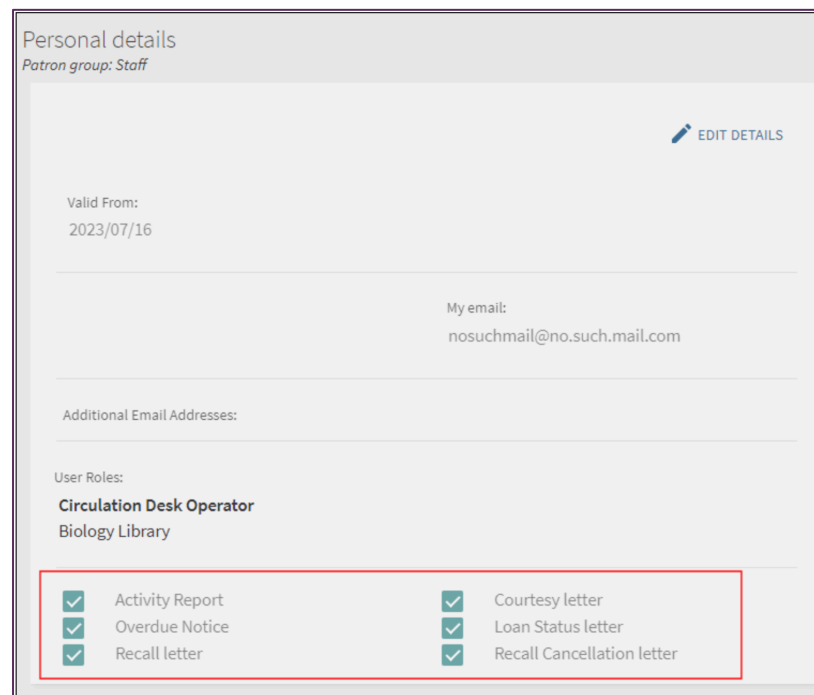 Personal details
Patron group: Staff
EDIT DETAILS
Valid From:
2023/07/16
My email:
nosuchmail@no.such.mail.com
Additional Email Addresses:
User Roles:
Circulation Desk Operator
Biology Library
Activity Report
Courtesy letter
Overdue Notice
Loan Status letter
Recall letter
Recall Cancellation letter